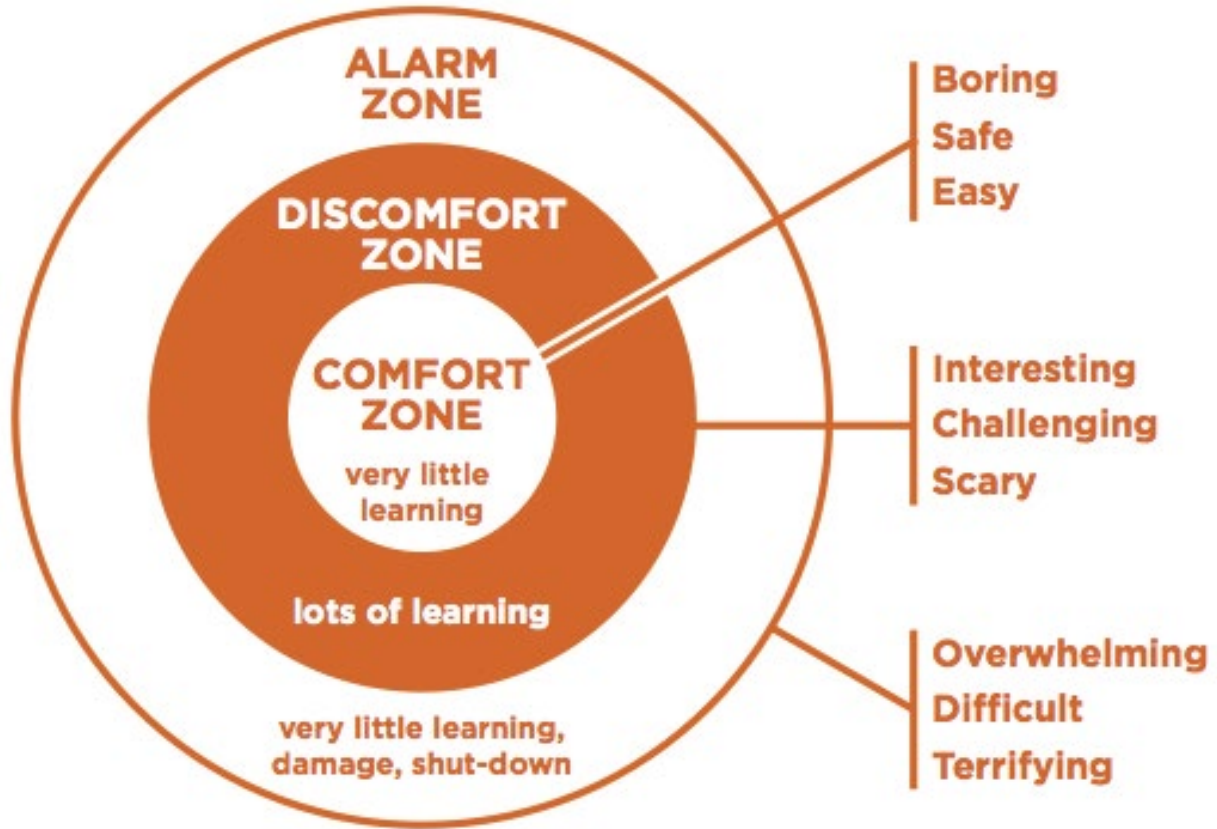 ALARM
ZONE
DISCOMFORT
ZONE
COMFORT
ZONE
very little
learning
lots of learning
very little learning,
damage, shut-down
Boring
Safe
Easy
Interesting
Challenging
Scary
Overwhelming
Difficult
Terrifying